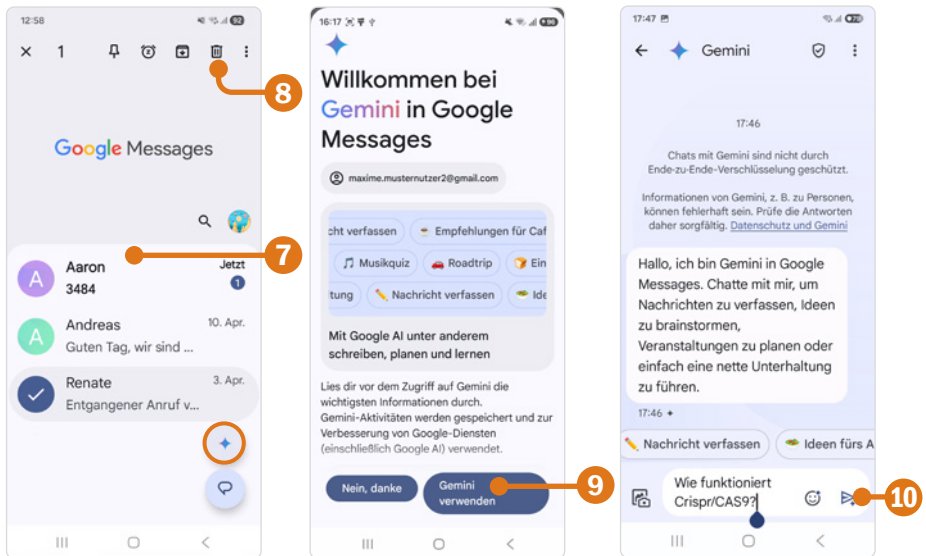 12:58
92
1
8
Google Messages
7
A
Aaron
3484
Jetzt
1
A
Andreas
Guten Tag, wir sind ...
10. Apr.
Renate
Entgangener Anruf v...
3. Apr.
16:17
Willkommen bei
Gemini in Google
Messages
maxime.musternutzer2@gmail.com
cht verfassen
Empfehlungen für Caf
Musikquiz
Roadtrip
Ein
tung
Nachricht verfassen
Ide
Mit Google AI unter anderem
schreiben, planen und lernen
Lies dir vor dem Zugriff auf Gemini die
wichtigsten Informationen durch.
Gemini-Aktivitäten werden gespeichert und zur
Verbesserung von Google-Diensten
(einschließlich Google AI) verwendet.
Nein, danke
Gemini
verwenden
9
17:47
Gemini
17:46
Chats mit Gemini sind nicht durch
Ende-zu-Ende-Verschlüsselung geschützt.
Informationen von Gemini, z. B. zu Personen,
können fehlerhaft sein. Prüfe die Antworten
daher sorgfältig. Datenschutz und Gemini
Hallo, ich bin Gemini in Google
Messages. Chatte mit mir, um
Nachrichten zu verfassen, Ideen
zu brainstormen,
Veranstaltungen zu planen oder
einfach eine nette Unterhaltung
zu führen.
17:46
Nachricht verfassen
Ideen fürs A
Wie funktioniert
Crispr/CAS9?
10